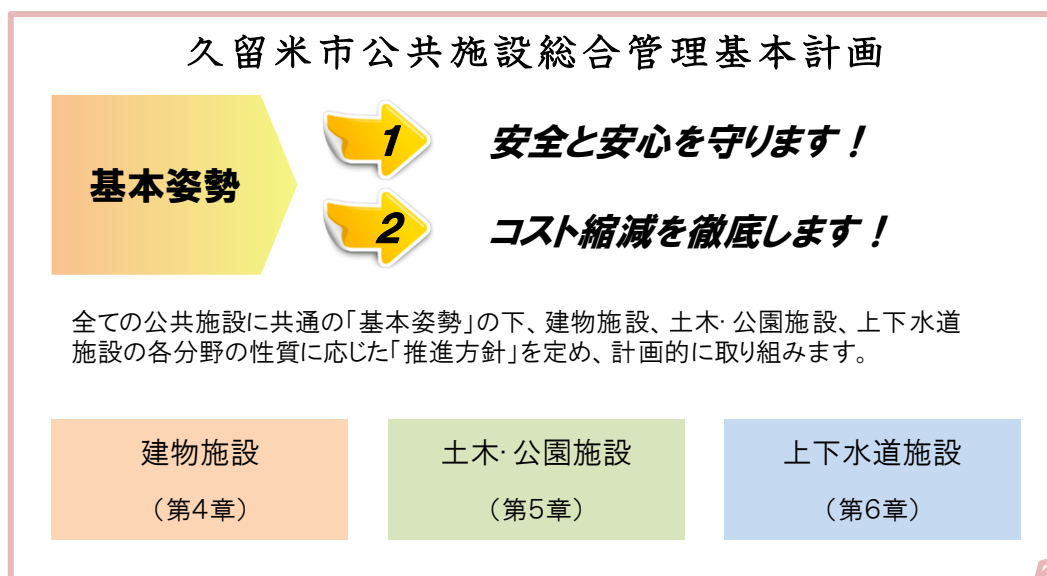 久留米市公共施設総合管理基本計画
基本姿勢
1 安全と安心を守ります！
2 コスト縮減を徹底します！
全ての公共施設に共通の「基本姿勢」の下、建物施設、土木･公園施設、上下水道
施設の各分野の性質に応じた「推進方針」を定め、計画的に取り組みます。
建物施設
（第4章）
土木･公園施設
（第5章）
上下水道施設
（第6章）